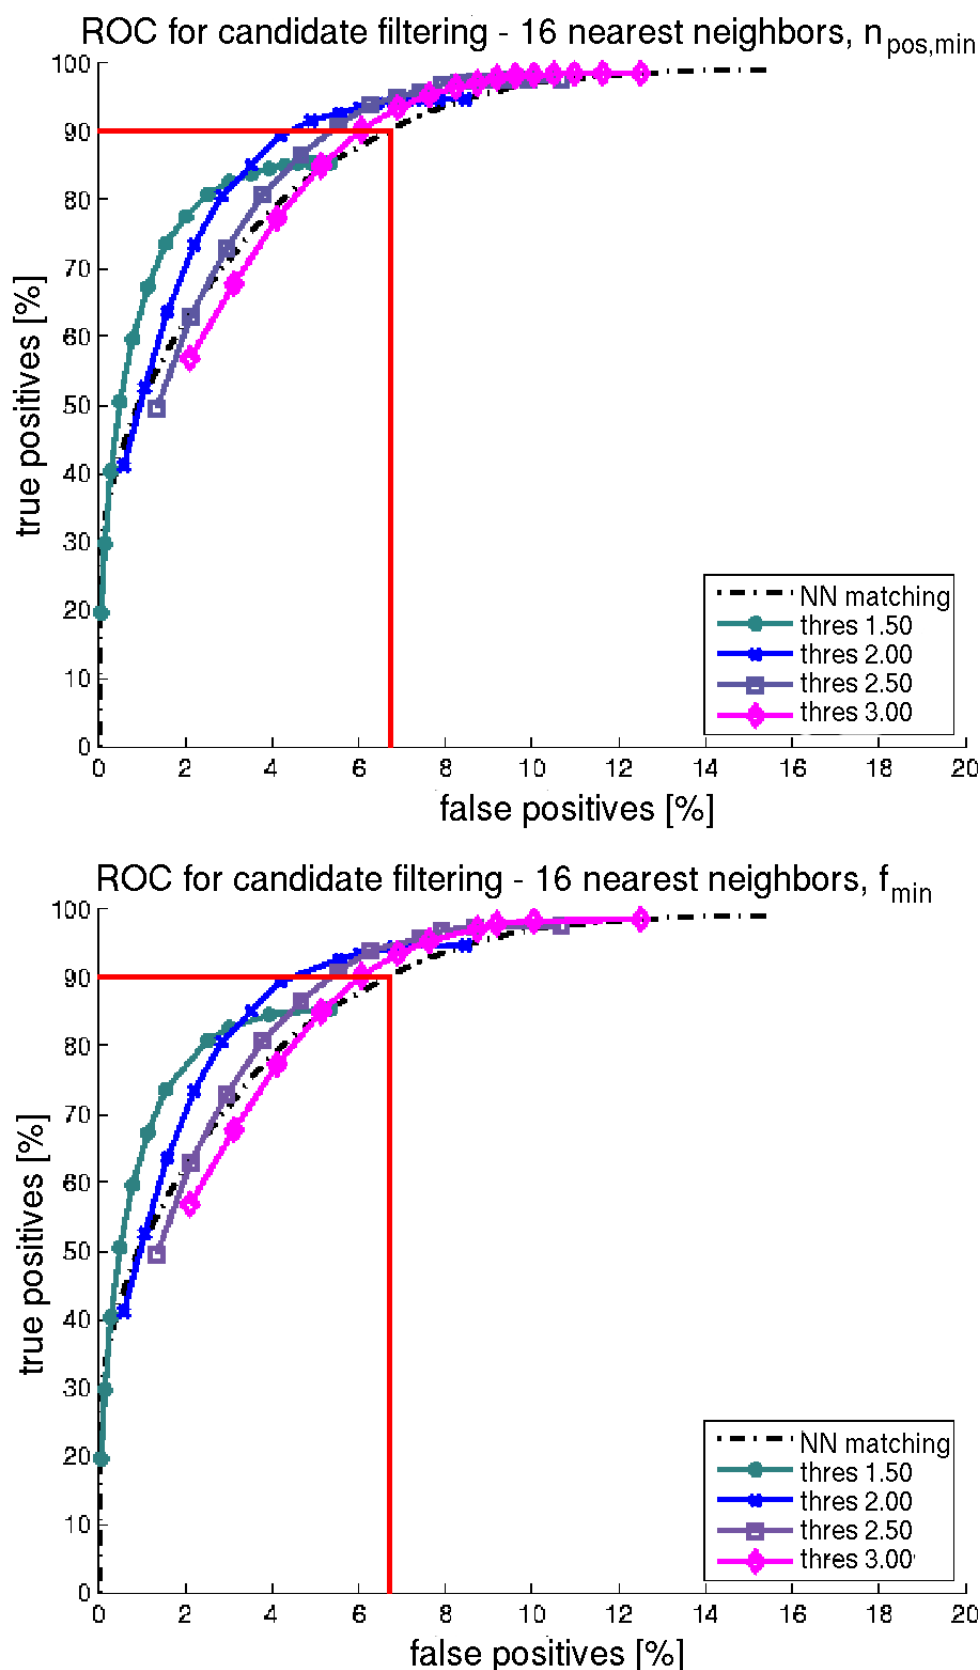 ROC for candidate filtering - 16 nearest neighbors, n_pos,min
100
90
80
70
60
50
40
30
20
10
0
true positives [%]
NN matching
thres 1.50
thres 2.00
thres 2.50
thres 3.00
0 2 4 6 8 10 12 14 16 18 20
false positives [%]
ROC for candidate filtering - 16 nearest neighbors, f_min
100
90
80
70
60
50
40
30
20
10
0
true positives [%]
NN matching
thres 1.50
thres 2.00
thres 2.50
thres 3.00
0 2 4 6 8 10 12 14 16 18 20
false positives [%]